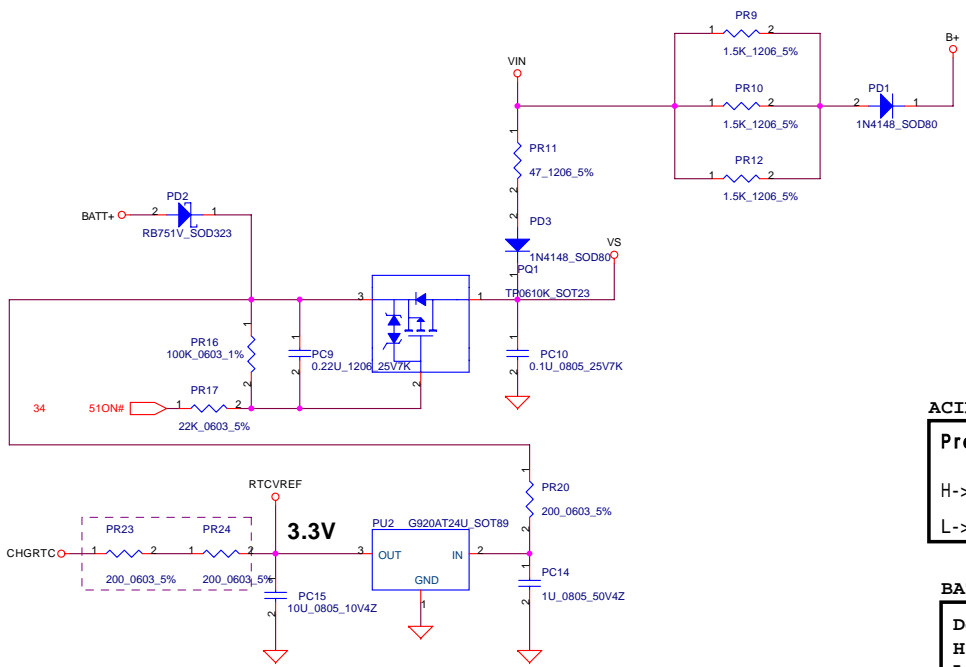 PR9
1 2
1.5K_1206_5%
B+
VIN
PR10
1 2
1.5K_1206_5%
PD1
2 1
1N4148_SOD80
PR11
1
2
47_1206_5%
PR12
1 2
1.5K_1206_5%
PD2
BATT+ 2 1
RB751V_SOD323
2
PD3
1
1N4148_SOD80
VS
PQ1
TP0610K_SOT23
3 1
2
PR16
1
2
100K_0603_1%
PC9
1
2
0.22U_1206_25V7K
PC10
1
2
0.1U_0805_25V7K
PR17
34 51ON# 1 2
22K_0603_5%
ACI
Pre
H->
L->
RTCVREF
3.3V
PR20
1
2
200_0603_5%
PU2 G920AT24U_SOT89
3 OUT IN 2
GND
1
PR23 PR24
CHGRTC 1 2 1 2
200_0603_5% 200_0603_5%
PC15
1
2
10U_0805_10V4Z
PC14
1
2
1U_0805_50V4Z
BA
D
H